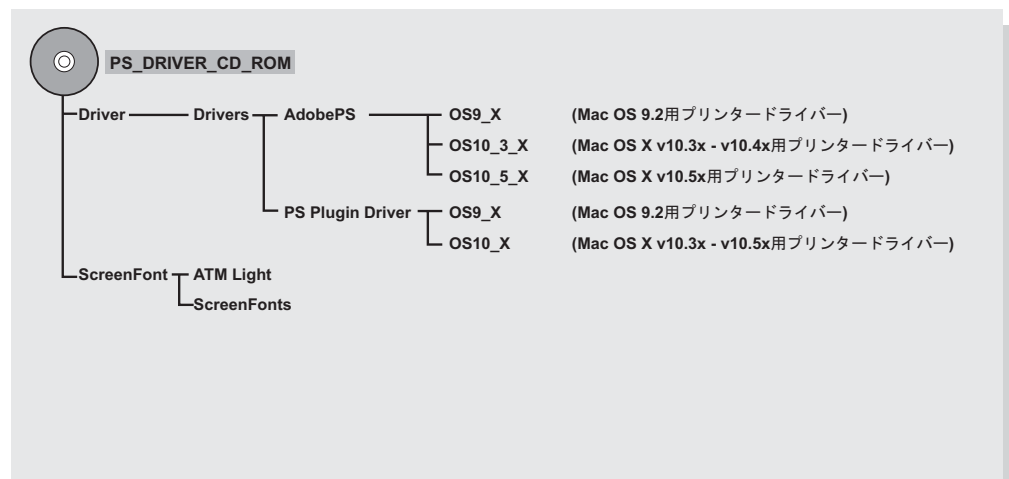 PS_DRIVER_CD_ROM
Driver Drivers AdobePS OS9_X (Mac OS 9.2用プリンタードライバー)
OS10_3_X (Mac OS X v10.3x - v10.4x用プリンタードライバー)
OS10_5_X (Mac OS X v10.5x用プリンタードライバー)
PS Plugin Driver OS9_X (Mac OS 9.2用プリンタードライバー)
OS10_X (Mac OS X v10.3x - v10.5x用プリンタードライバー)
ScreenFont ATM Light
ScreenFonts